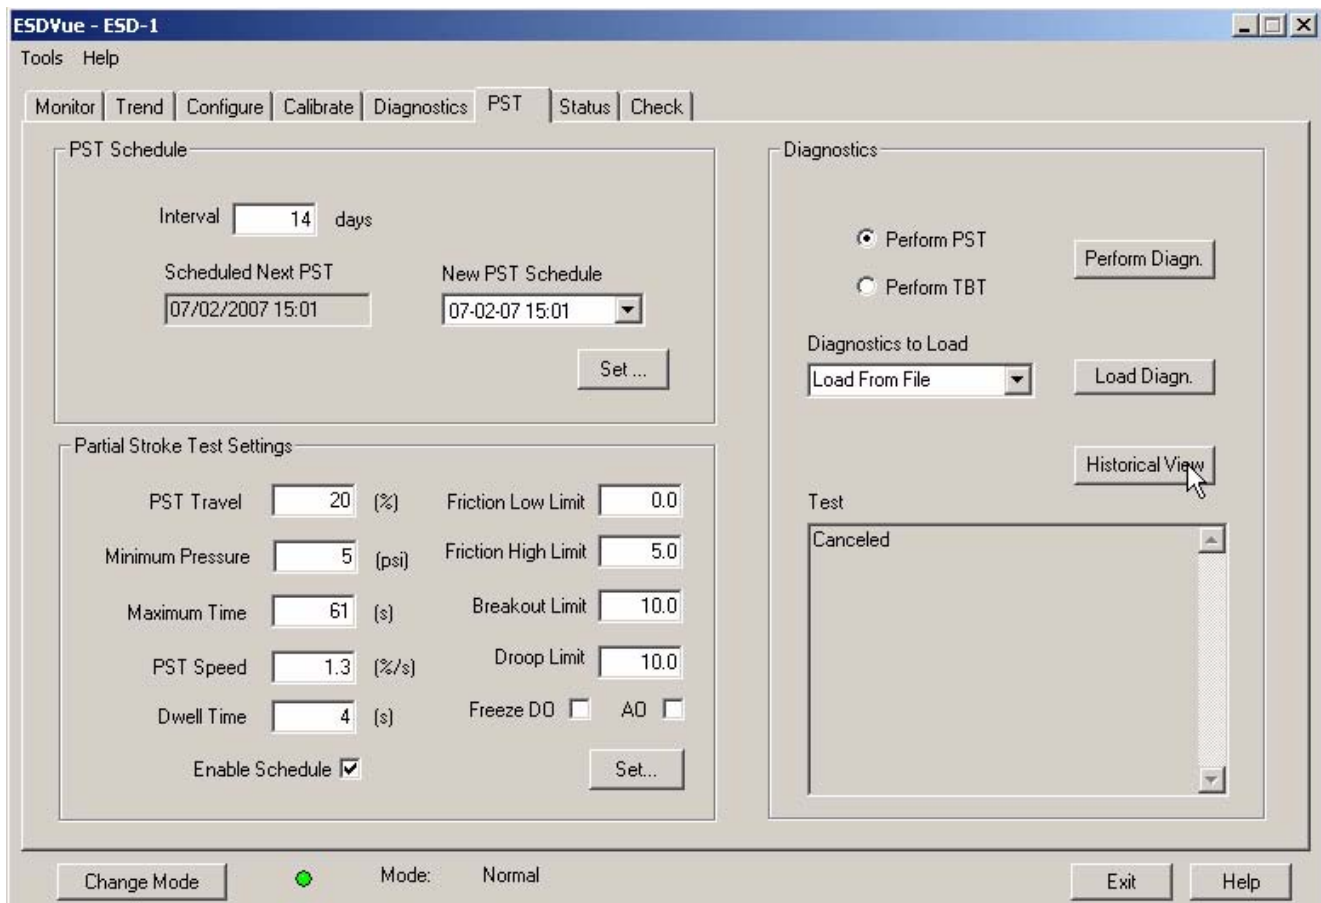 ESDVue - ESD-1
Tools Help
Monitor Trend Configure Calibrate Diagnostics PST Status Check
PST Schedule
Interval 14 days
Scheduled Next PST
07/02/2007 15:01
New PST Schedule
07-02-07 15:01
Set ...
Partial Stroke Test Settings
PST Travel 20 (%)
Minimum Pressure 5 (psi)
Maximum Time 61 (s)
PST Speed 1.3 (%/s)
Dwell Time 4 (s)
Enable Schedule
Friction Low Limit 0.0
Friction High Limit 5.0
Breakout Limit 10.0
Droop Limit 10.0
Freeze DO AO
Set...
Diagnostics
Perform PST
Perform TBT
Perform Diagn.
Diagnostics to Load
Load From File
Load Diagn.
Historical View
Test
Canceled
Change Mode
Mode: Normal
Exit
Help